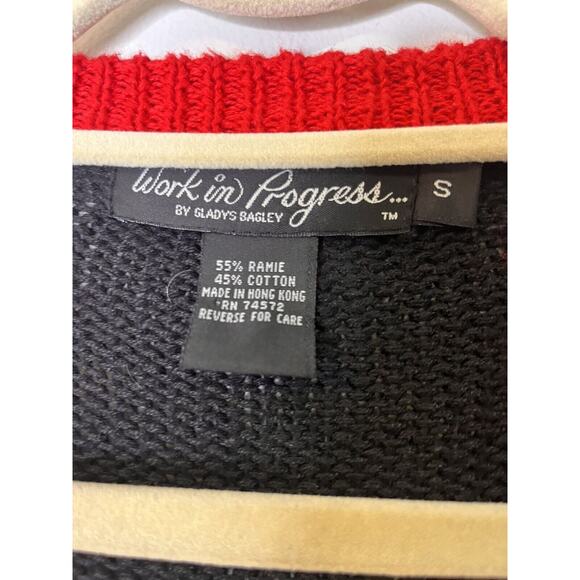 Work in Progress... S
BY GLADYS BAGLEY TM
55% RAMIE
45% COTTON
MADE IN HONG KONG
*RN 74572
REVERSE FOR CARE